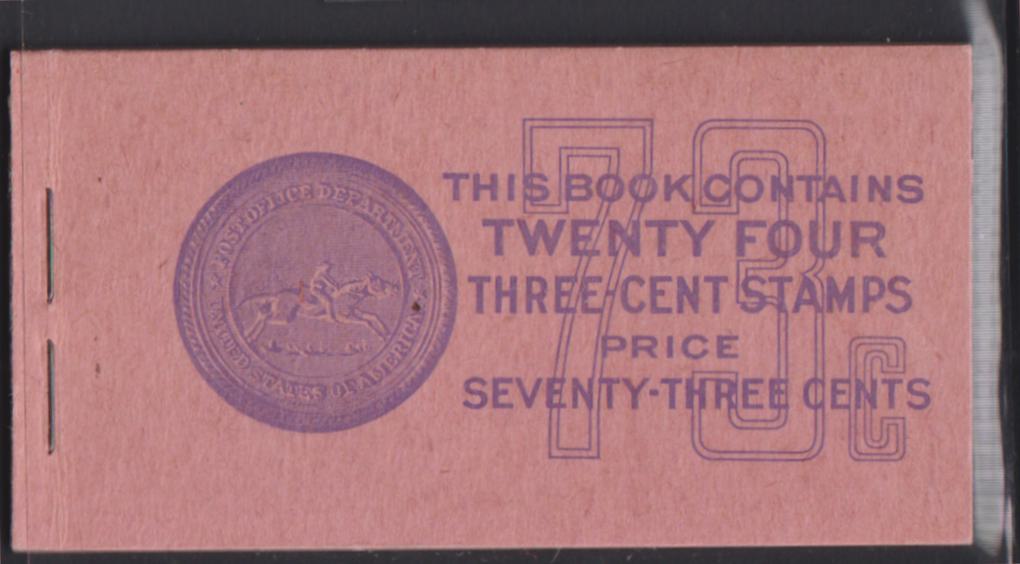 POST OFFICE DEPARTMENT
UNITED STATES OF AMERICA
73c
THIS BOOK CONTAINS
TWENTY FOUR
THREE-CENT STAMPS
PRICE
SEVENTY-THREE CENTS